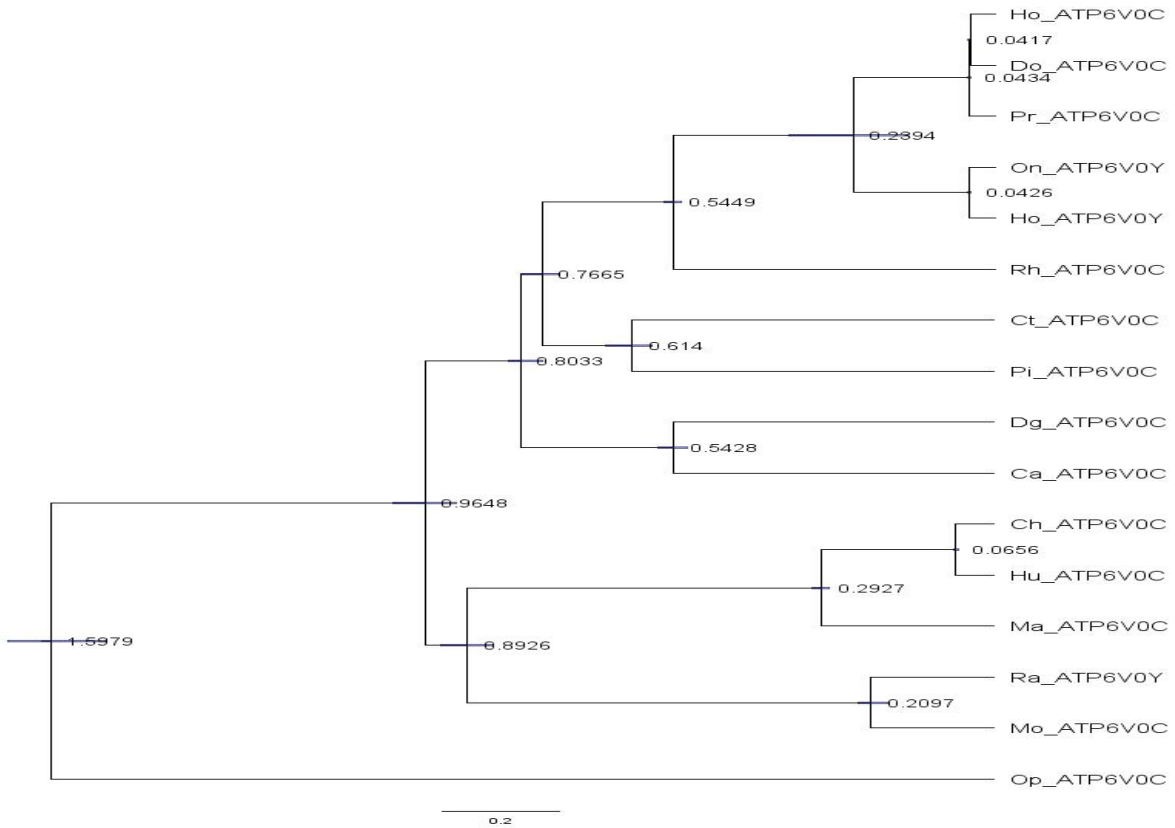 Ho_ATP6V0C
0.0417
Do_ATP6V0C
0.0434
Pr_ATP6V0C
0.2394
On_ATP6V0Y
0.0426
0.5449
Ho_ATP6V0Y
Rh_ATP6V0C
0.7665
Ct_ATP6V0C
0.614
0.8033
Pi_ATP6V0C
Dg_ATP6V0C
0.5428
Ca_ATP6V0C
0.9648
Ch_ATP6V0C
0.0656
Hu_ATP6V0C
0.2927
Ma_ATP6V0C
1.5979
0.8926
Ra_ATP6V0Y
0.2097
Mo_ATP6V0C
Op_ATP6V0C
0.2